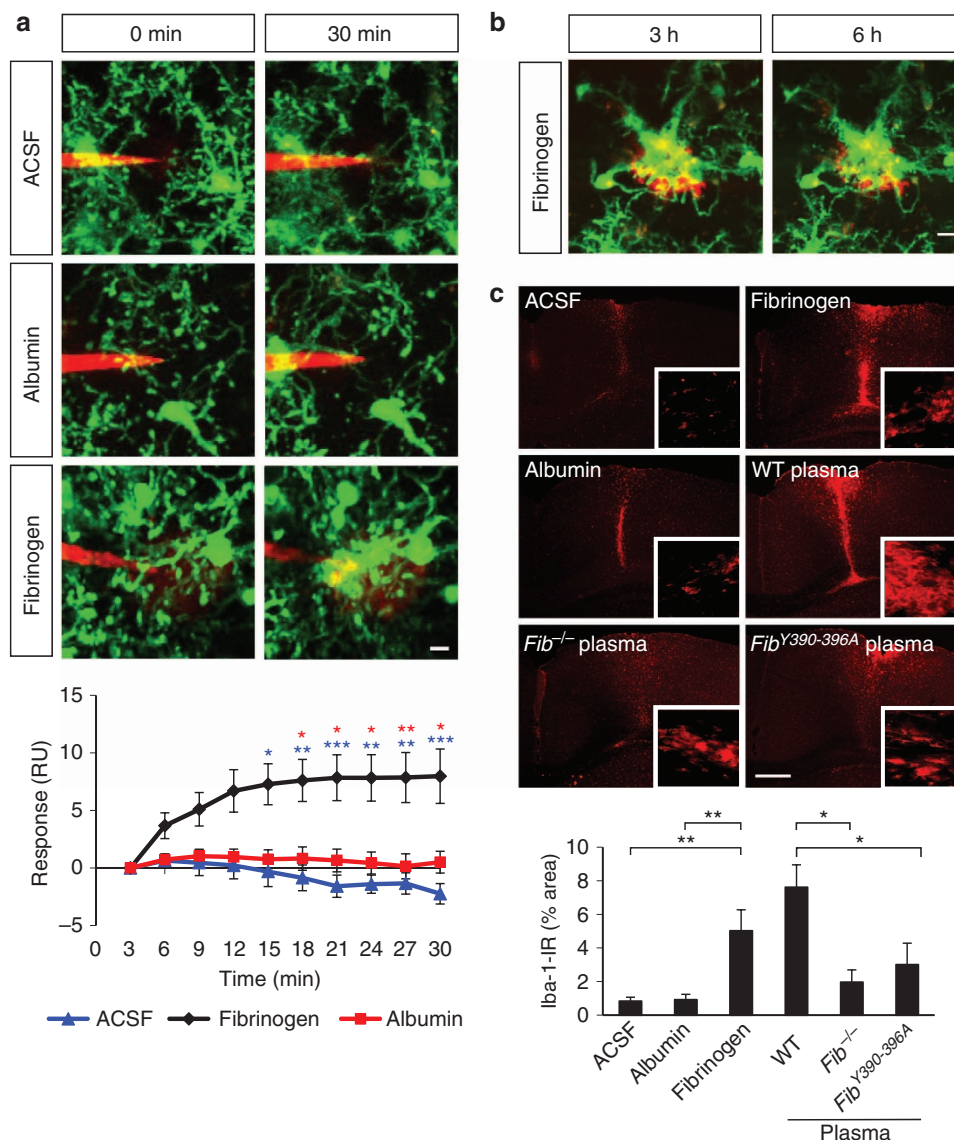 a
0 min 30 min
ACSF
Albumin
Fibrinogen
15
10
5
0
–5
Response (RU)
* * * ** *
* ** *** ** ** ***
0 3 6 9 12 15 18 21 24 27 30
Time (min)
ACSF Fibrinogen Albumin
b
3 h 6 h
Fibrinogen
c
ACSF Fibrinogen
Albumin WT plasma
Fib–/– plasma FibY390-396A plasma
** *
** *
10
8
6
4
2
0
Iba-1-IR (% area)
ACSF Albumin Fibrinogen WT Fib–/– FibY390-396A
Plasma